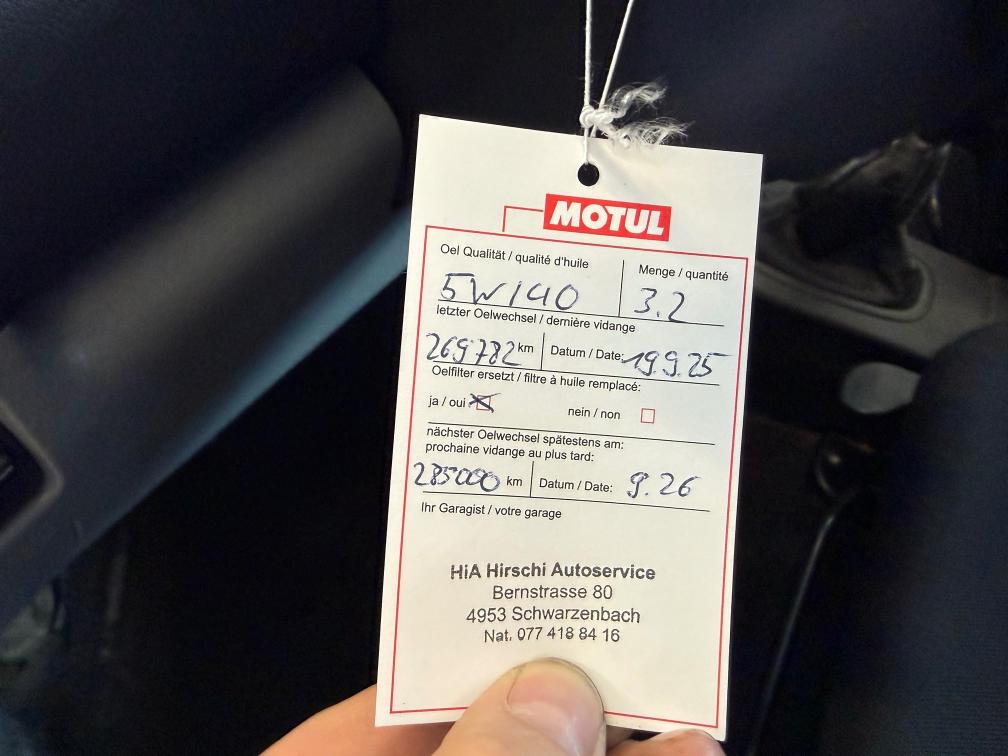 MOTUL
Oel Qualität / qualité d'huile Menge / quantité
5W/40 3.2
letzter Oelwechsel / dernière vidange
269782 km Datum / Date: 19.9.25
Oelfilter ersetzt / filtre à huile remplacé:
ja / oui nein / non
nächster Oelwechsel spätestens am:
prochaine vidange au plus tard:
285000 km Datum / Date: 9.26
Ihr Garagist / votre garage
HiA Hirschi Autoservice
Bernstrasse 80
4953 Schwarzenbach
Nat. 077 418 84 16